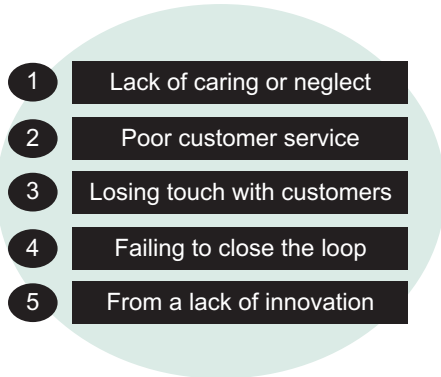 1 Lack of caring or neglect
2 Poor customer service
3 Losing touch with customers
4 Failing to close the loop
5 From a lack of innovation